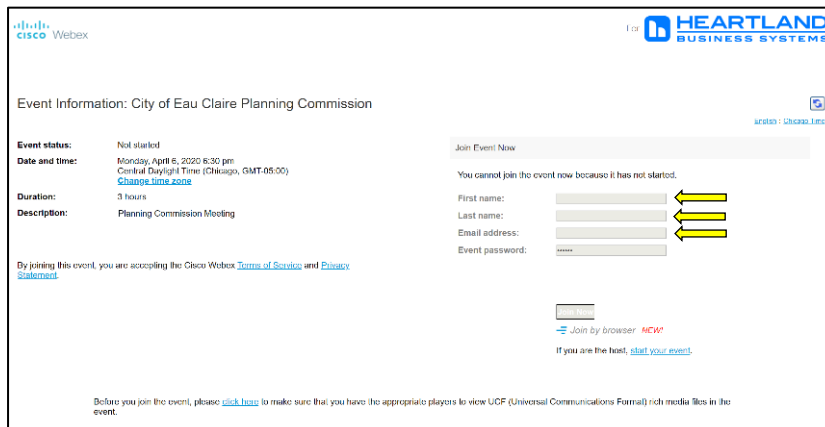 CISCO Webex
For HEARTLAND
BUSINESS SYSTEMS
Event Information: City of Eau Claire Planning Commission
English : Chicago Time
Event status: Not started
Date and time: Monday, April 6, 2020 6:30 pm
Central Daylight Time (Chicago, GMT-05:00)
Change time zone
Duration: 3 hours
Description: Planning Commission Meeting
By joining this event, you are accepting the Cisco Webex Terms of Service and Privacy
Statement.
Join Event Now
You cannot join the event now because it has not started.
First name:
Last name:
Email address:
Event password: ••••••
Join Now
Join by browser NEW!
If you are the host, start your event.
Before you join the event, please click here to make sure that you have the appropriate players to view UCF (Universal Communications Format) rich media files in the
event.